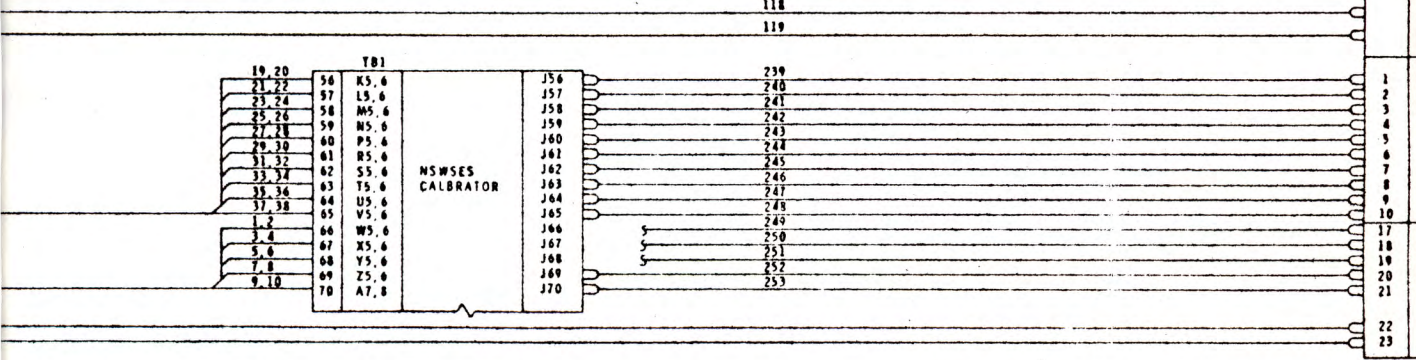 118
119
TB1
19,20 56 K5,6 J56 239 1
21,22 57 L5,6 J57 240 2
23,24 58 M5,6 J58 241 3
25,26 59 N5,6 J59 242 4
27,28 60 P5,6 J60 243 5
29,30 61 R5,6 J61 244 6
31,32 62 S5,6 NSWSES J62 245 7
33,34 63 T5,6 CALBRATOR J63 246 8
35,36 64 U5,6 J64 247 9
37,38 65 V5,6 J65 248 10
1,2 66 W5,6 J66 249 17
3,4 67 X5,6 J67 250 18
5,6 68 Y5,6 J68 251 19
7,8 69 Z5,6 J69 252 20
9,10 70 A7,8 J70 253 21
22
23